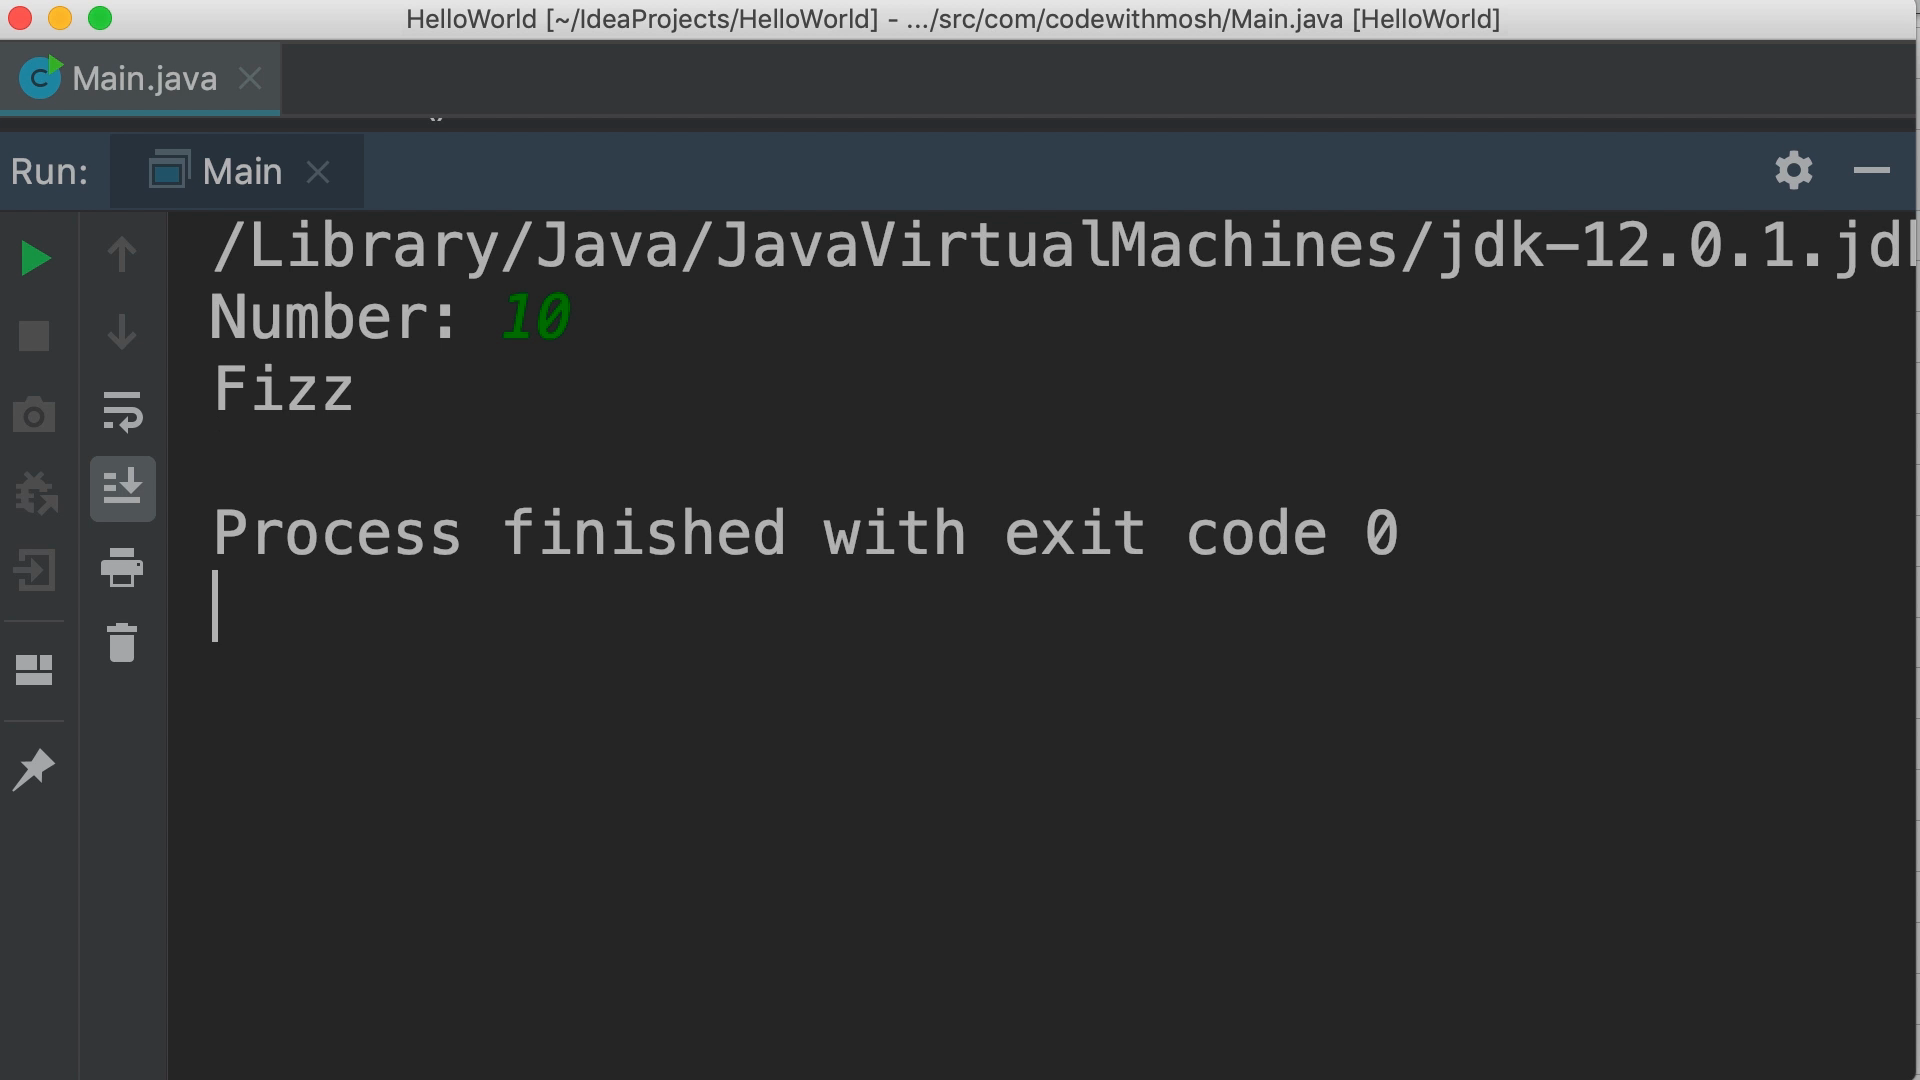 HelloWorld [~/IdeaProjects/HelloWorld] - .../src/com/codewithmosh/Main.java [HelloWorld]
Main.java
Run: Main
/Library/Java/JavaVirtualMachines/jdk-12.0.1.jd
Number: 10
Fizz
Process finished with exit code 0